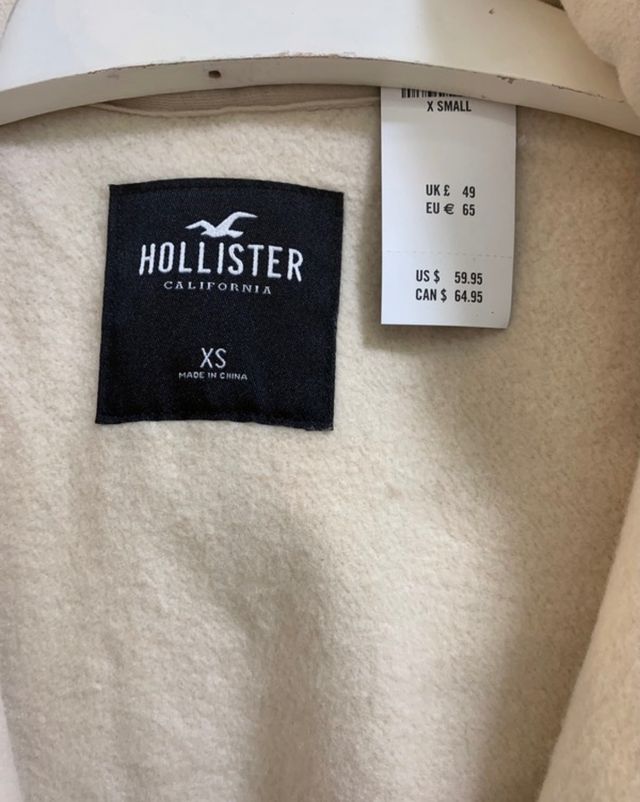 X SMALL
UK £ 49
EU € 65
US $ 59.95
CAN $ 64.95
HOLLISTER
CALIFORNIA
XS
MADE IN CHINA